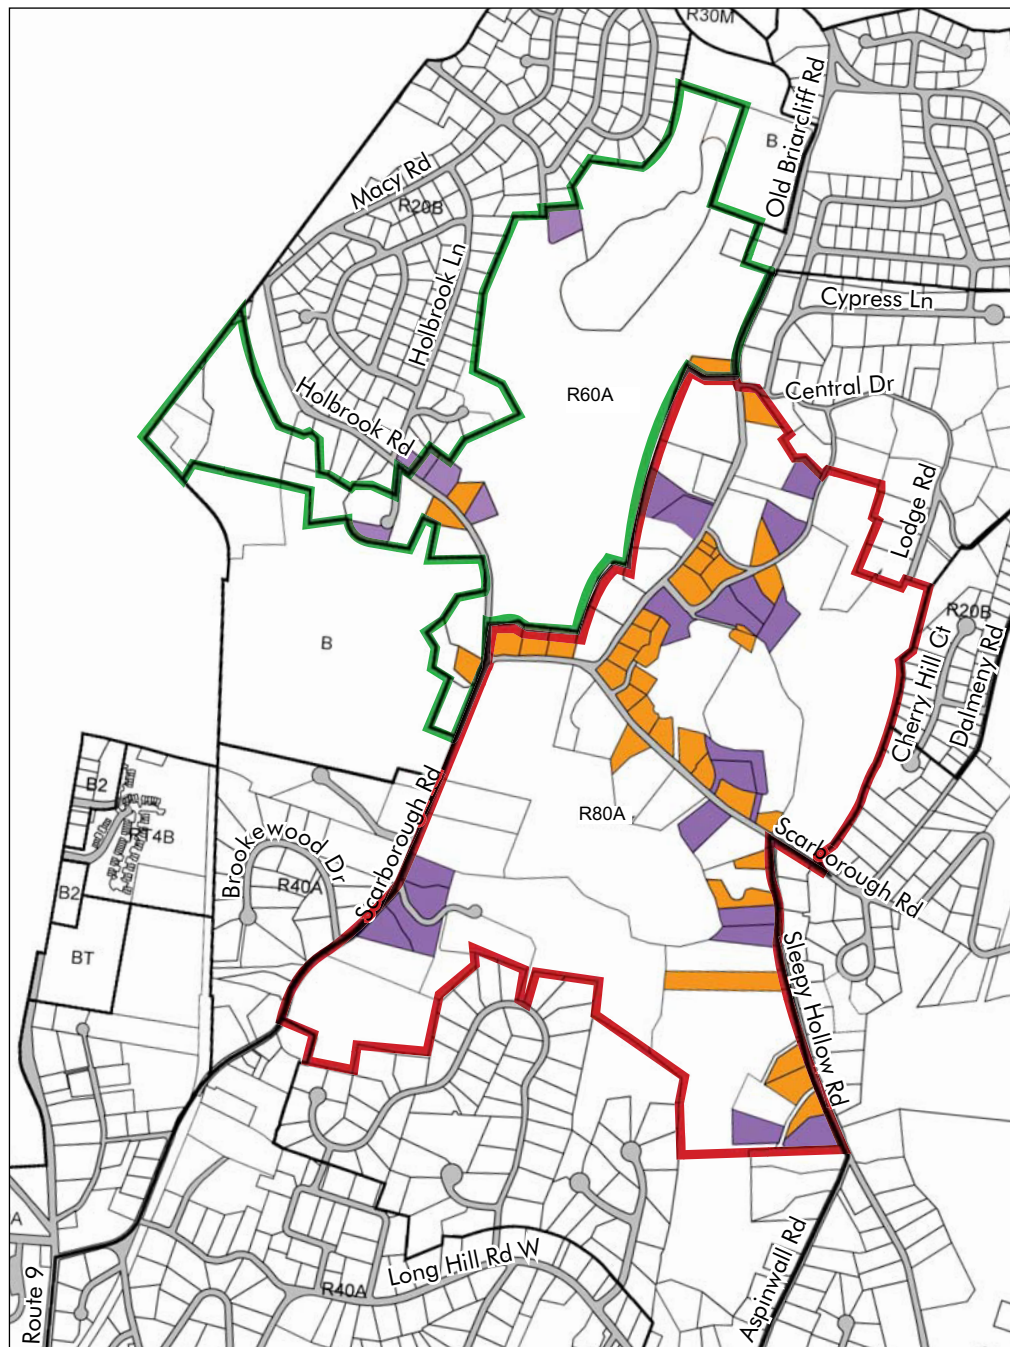 R30M
Old Briarcliff Rd
B
Macy Rd
R20B
Holbrook Ln
Cypress Ln
R60A
Central Dr
Holbrook Rd
Lodge Rd
R20B
B
Cherry Hill Ct
Dalmeny Rd
B2
Scarborough Rd
R80A
Scarborough Rd
Brookewood Dr
B2
R40A
BT
Sleepy Hollow Rd
A
Long Hill Rd W
Aspinwall Rd
R40A
Route 9